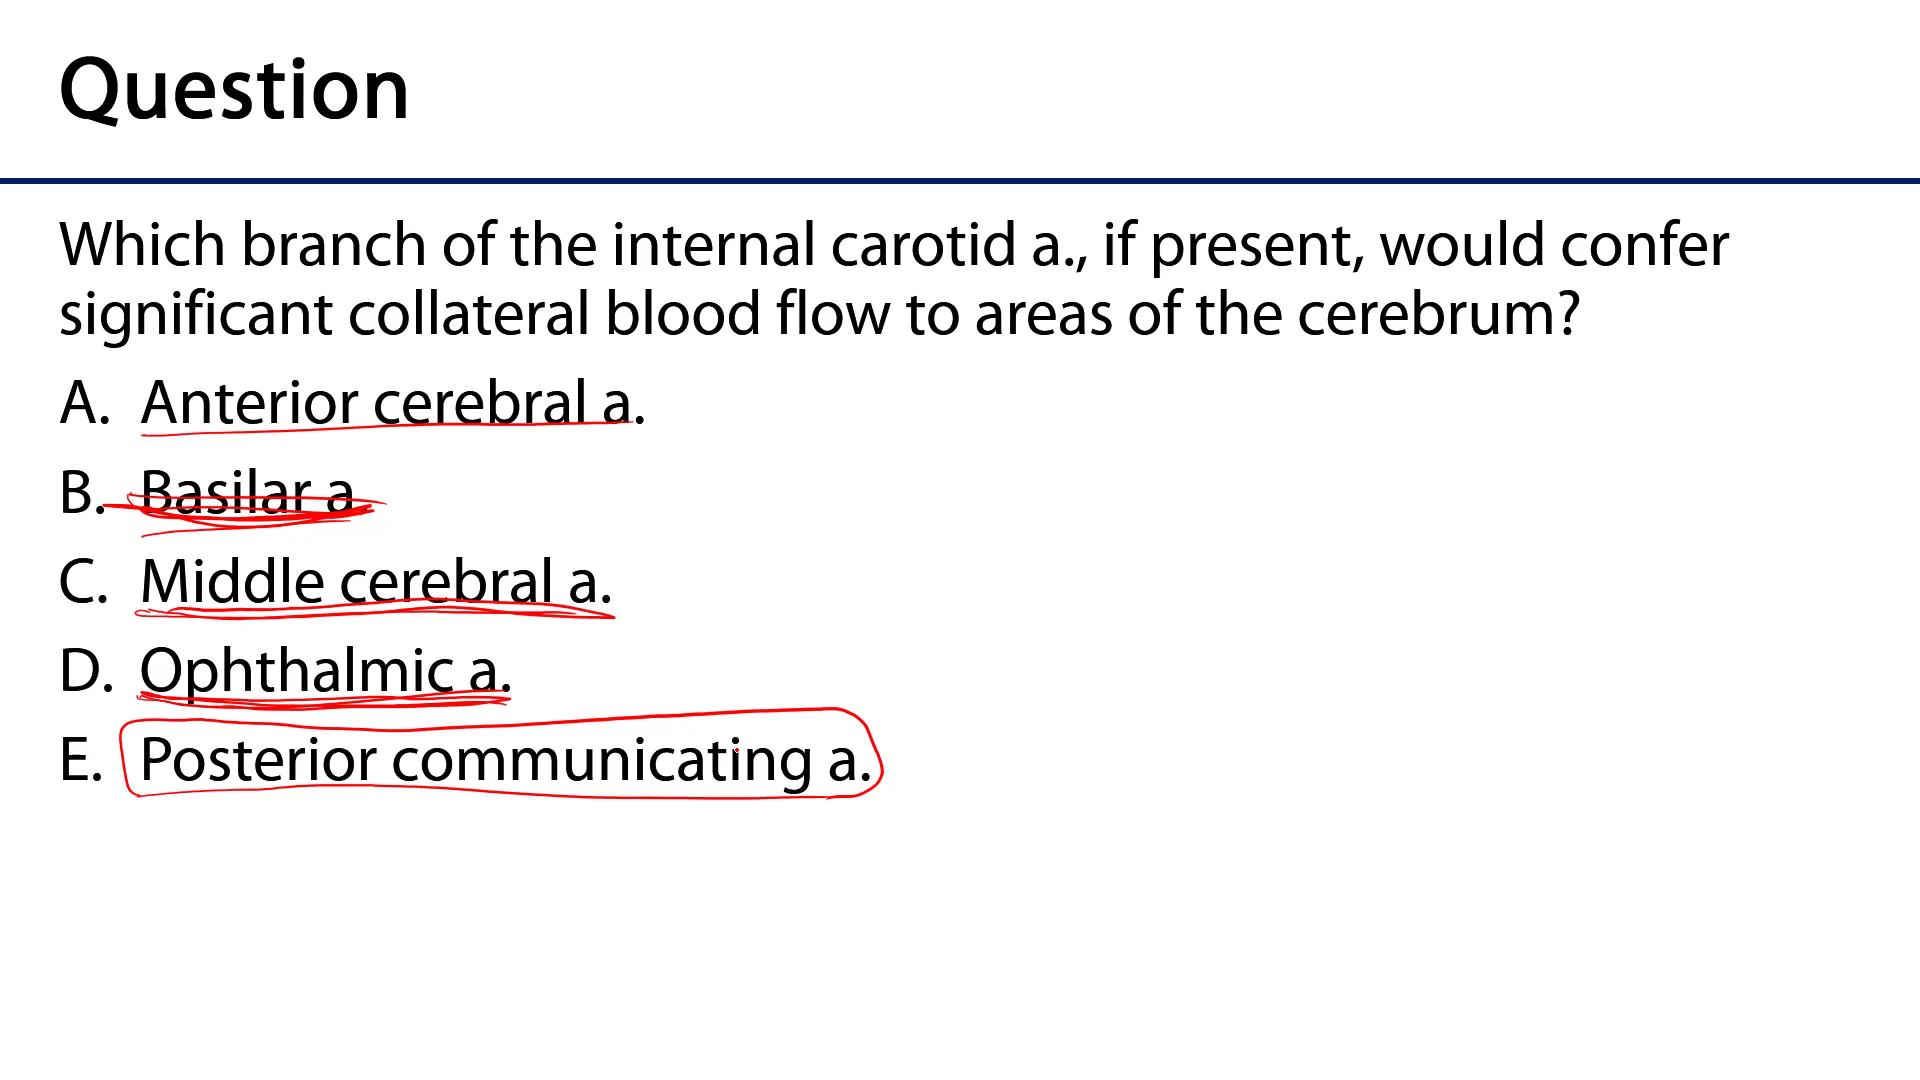 Question
Which branch of the internal carotid a., if present, would confer
significant collateral blood flow to areas of the cerebrum?
A. Anterior cerebral a.
B. Basilar a.
C. Middle cerebral a.
D. Ophthalmic a.
E. Posterior communicating a.